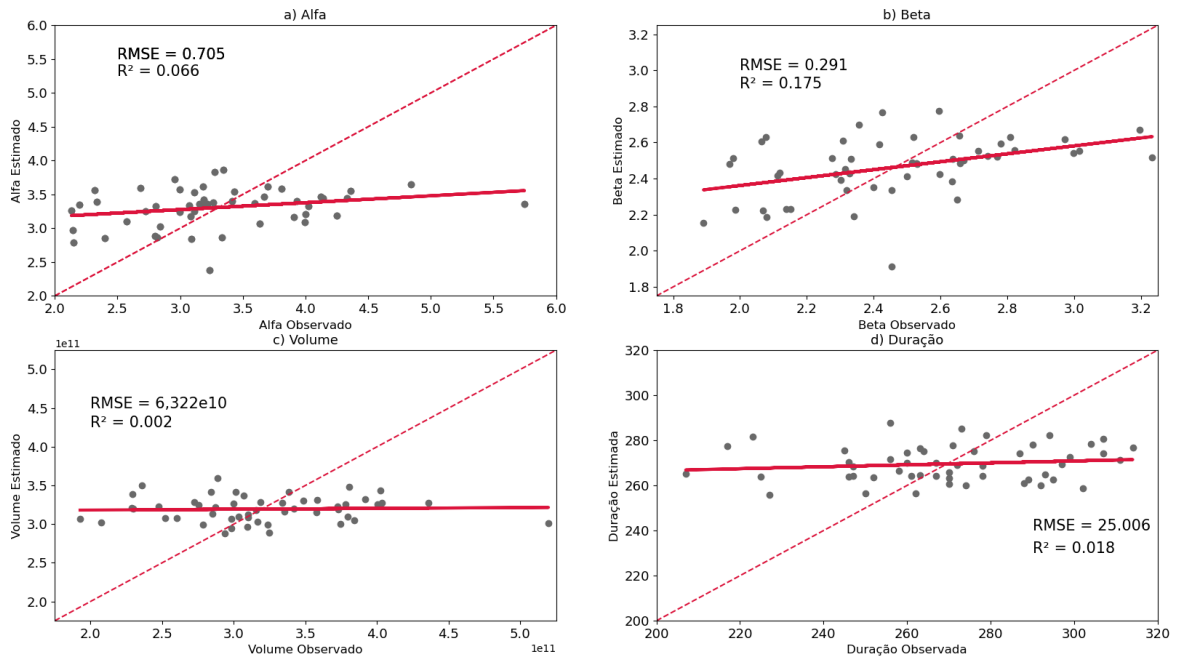 a) Alfa
RMSE = 0.705
R² = 0.066
Alfa Estimado
6.0
5.5
5.0
4.5
4.0
3.5
3.0
2.5
2.0
2.0 2.5 3.0 3.5 4.0 4.5 5.0 5.5 6.0
Alfa Observado
b) Beta
RMSE = 0.291
R² = 0.175
Beta Estimado
3.2
3.0
2.8
2.6
2.4
2.2
2.0
1.8
1.8 2.0 2.2 2.4 2.6 2.8 3.0 3.2
Beta Observado
c) Volume
1e11
RMSE = 6,322e10
R² = 0.002
Volume Estimado
5.0
4.5
4.0
3.5
3.0
2.5
2.0
2.0 2.5 3.0 3.5 4.0 4.5 5.0
Volume Observado
1e11
d) Duração
Duração Estimada
320
300
280
260
240
220
200
RMSE = 25.006
R² = 0.018
200 220 240 260 280 300 320
Duração Observada